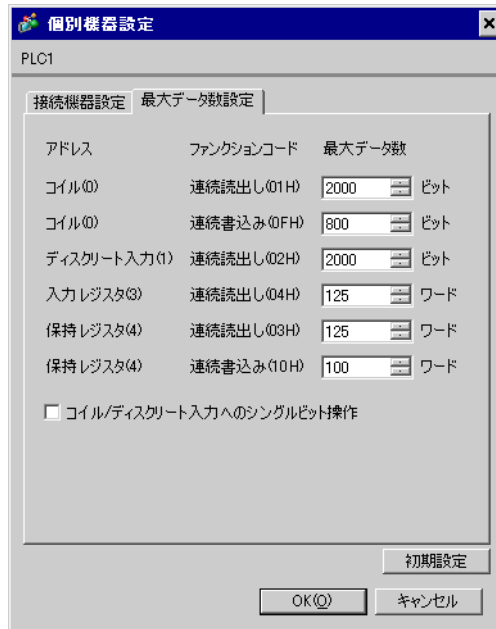 個別機器設定
PLC1
接続機器設定 最大データ数設定
アドレス ファンクションコード 最大データ数
コイル(0) 連続読出し(01H) 2000 ビット
コイル(0) 連続書込み(0FH) 800 ビット
ディスクリート入力(1) 連続読出し(02H) 2000 ビット
入力レジスタ(3) 連続読出し(04H) 125 ワード
保持レジスタ(4) 連続読出し(03H) 125 ワード
保持レジスタ(4) 連続書込み(10H) 100 ワード
コイル/ディスクリート入力へのシングルビット操作
初期設定
OK(O) キャンセル